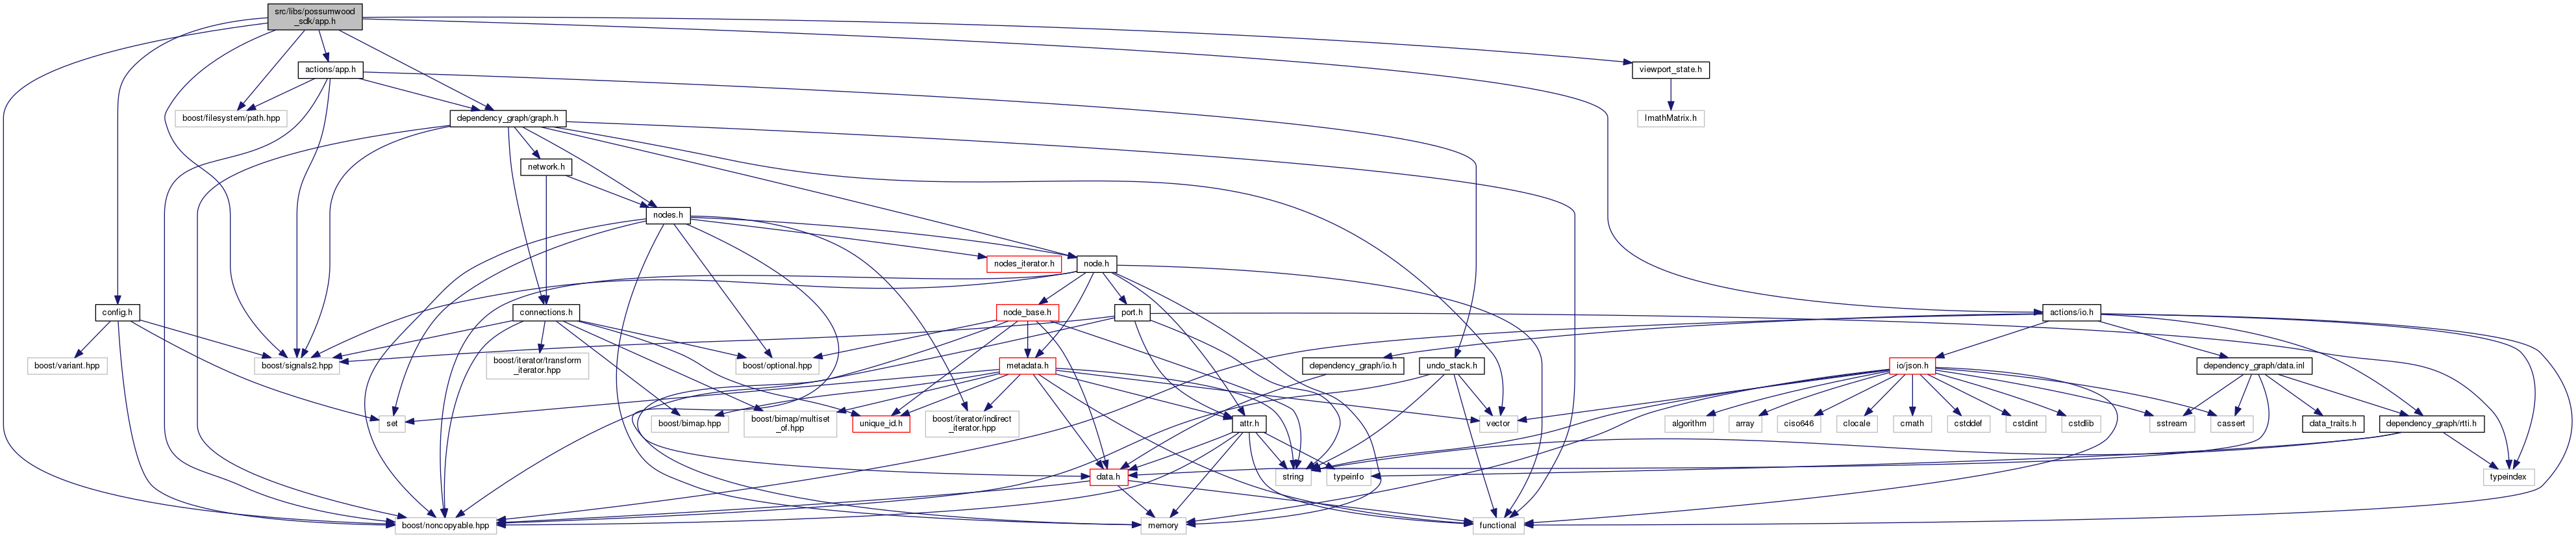 src/libs/possumwood
_sdk/app.h
actions/app.h
viewport_state.h
boost/filesystem/path.hpp
dependency_graph/graph.h
ImathMatrix.h
network.h
nodes.h
nodes_iterator.h
node.h
config.h
connections.h
node_base.h
port.h
actions/io.h
boost/variant.hpp
boost/signals2.hpp
boost/iterator/transform
_iterator.hpp
boost/optional.hpp
metadata.h
dependency_graph/io.h
undo_stack.h
io/json.h
dependency_graph/data.inl
set
boost/bimap.hpp
boost/bimap/multiset
_of.hpp
unique_id.h
boost/iterator/indirect
_iterator.hpp
attr.h
vector
algorithm
array
ciso646
clocale
cmath
cstddef
cstdint
cstdlib
sstream
cassert
data_traits.h
dependency_graph/rtti.h
data.h
string
typeinfo
typeindex
boost/noncopyable.hpp
memory
functional